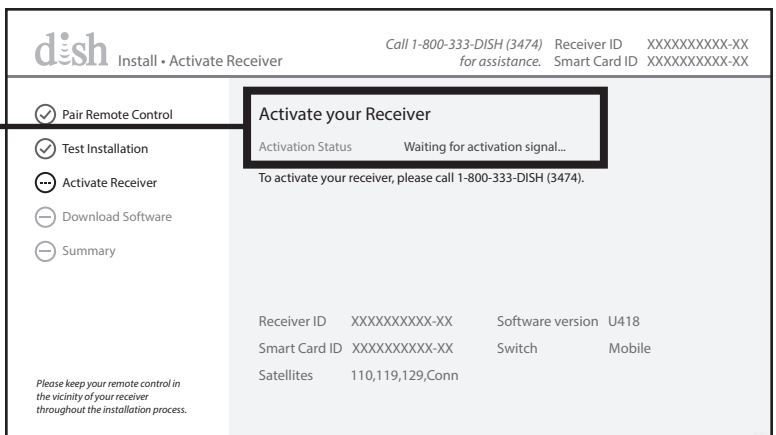 dish Install • Activate Receiver
Call 1-800-333-DISH (3474) Receiver ID XXXXXXXXXX-XX
for assistance. Smart Card ID XXXXXXXXXX-XX
Pair Remote Control
Test Installation
Activate Receiver
Download Software
Summary
Please keep your remote control in
the vicinity of your receiver
throughout the installation process.
Activate your Receiver
Activation Status Waiting for activation signal...
To activate your receiver, please call 1-800-333-DISH (3474).
Receiver ID XXXXXXXXXX-XX Software version U418
Smart Card ID XXXXXXXXXX-XX Switch Mobile
Satellites 110,119,129,Conn